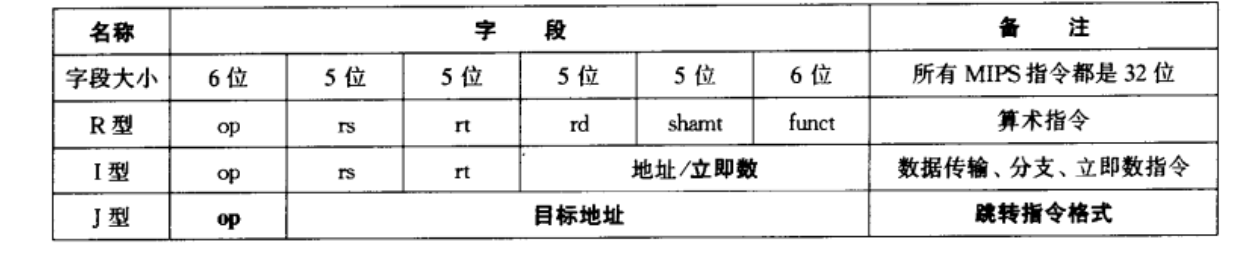 名称 字 段 备 注
字段大小 6 位 5 位 5 位 5 位 5 位 6 位 所有 MIPS 指令都是 32 位
R 型 op rs rt rd shamt funct 算术指令
I 型 op rs rt 地址/立即数 数据传输、分支、立即数指令
J 型 op 目标地址 跳转指令格式